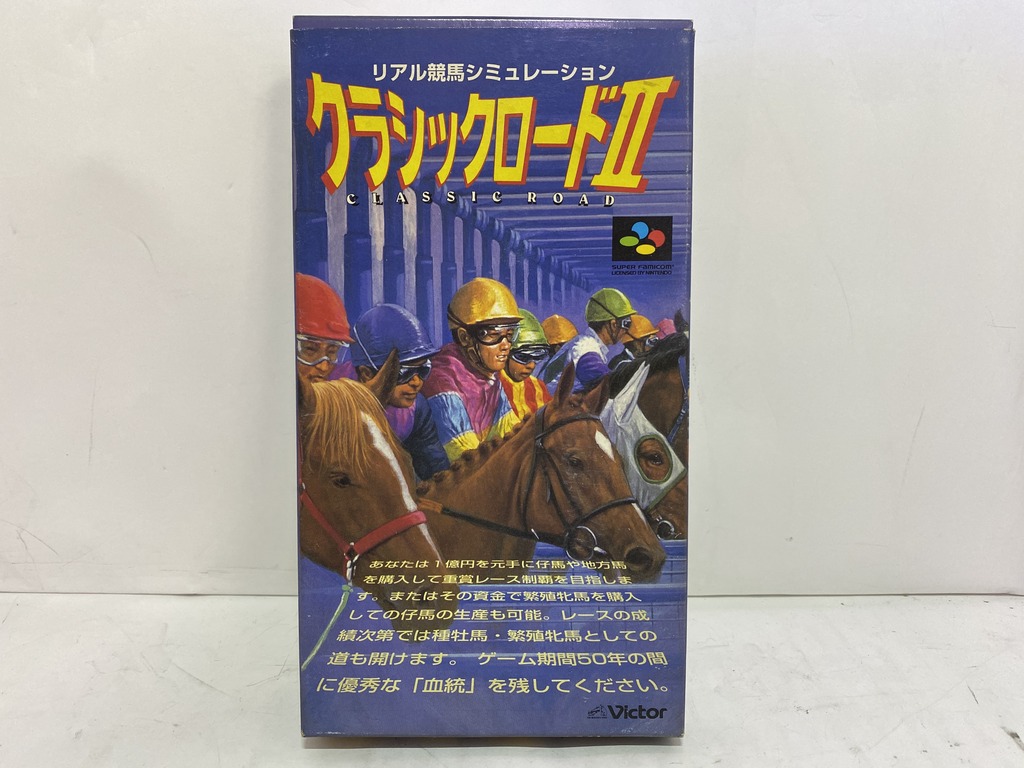 リアル競馬シミュレーション
クラシックロードII
CLASSIC ROAD
SUPER FAMICOM
LICENSED BY NINTENDO
あなたは1億円を元手に仔馬や地方馬
を購入して重賞レース制覇を目指しま
す。またはその資金で繁殖牝馬を購入
しての仔馬の生産も可能。レースの成
績次第では種牡馬・繁殖牝馬としての
道も開けます。ゲーム期間50年の間
に優秀な「血統」を残してください。
Victor